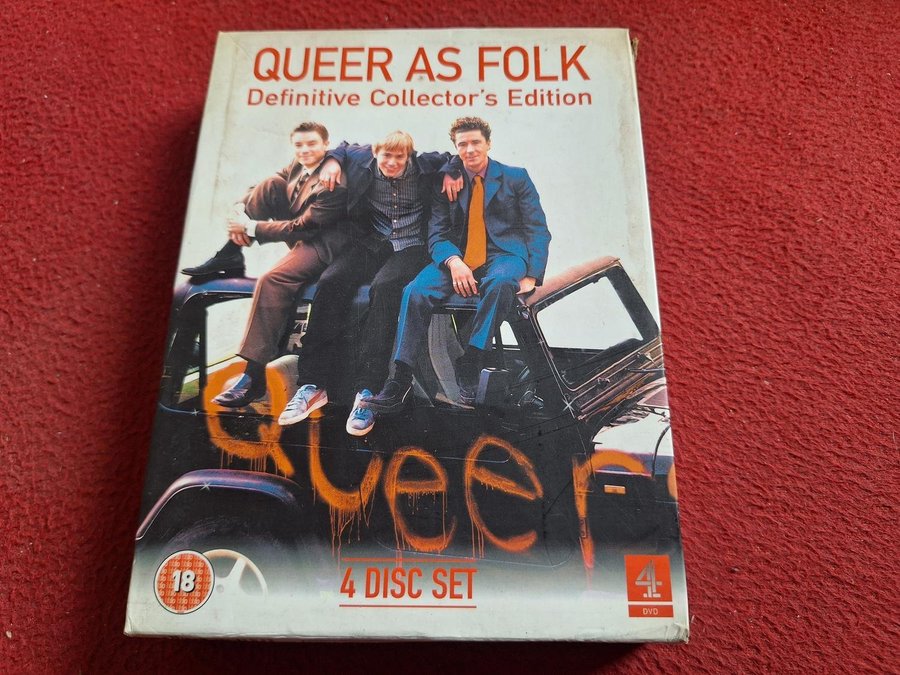 QUEER AS FOLK
Definitive Collector's Edition
Queer
18
4 DISC SET
4
DVD